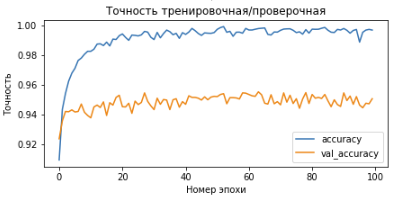 Точность тренировочная/проверочная
1.00
0.98
0.96
0.94
0.92
Точность
accuracy
val_accuracy
0 20 40 60 80 100
Номер эпохи